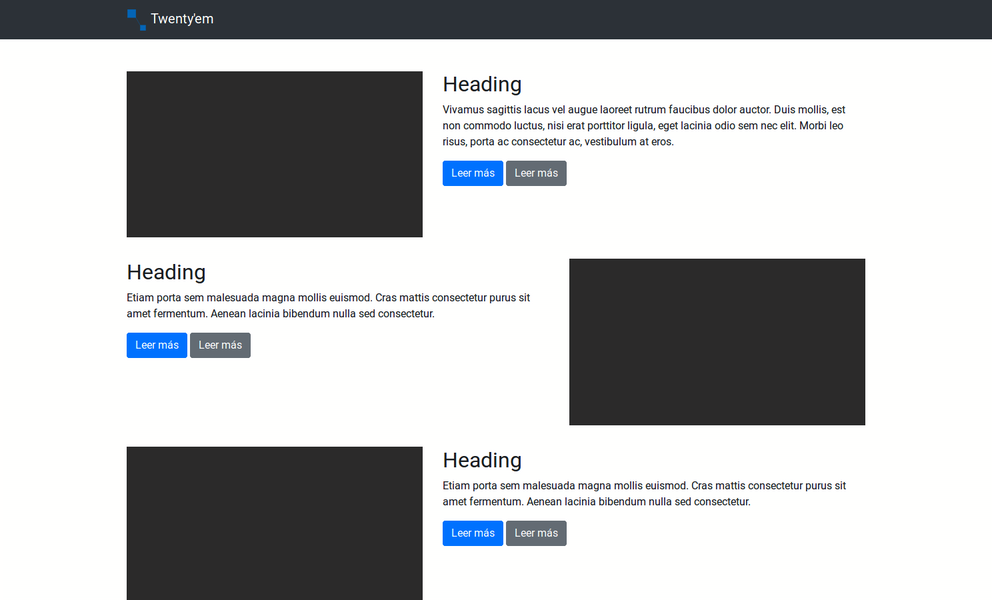 Twenty'em
Heading
Vivamus sagittis lacus vel augue laoreet rutrum faucibus dolor auctor. Duis mollis, est
non commodo luctus, nisi erat porttitor ligula, eget lacinia odio sem nec elit. Morbi leo
risus, porta ac consectetur ac, vestibulum at eros.
Leer más Leer más
Heading
Etiam porta sem malesuada magna mollis euismod. Cras mattis consectetur purus sit
amet fermentum. Aenean lacinia bibendum nulla sed consectetur.
Leer más Leer más
Heading
Etiam porta sem malesuada magna mollis euismod. Cras mattis consectetur purus sit
amet fermentum. Aenean lacinia bibendum nulla sed consectetur.
Leer más Leer más